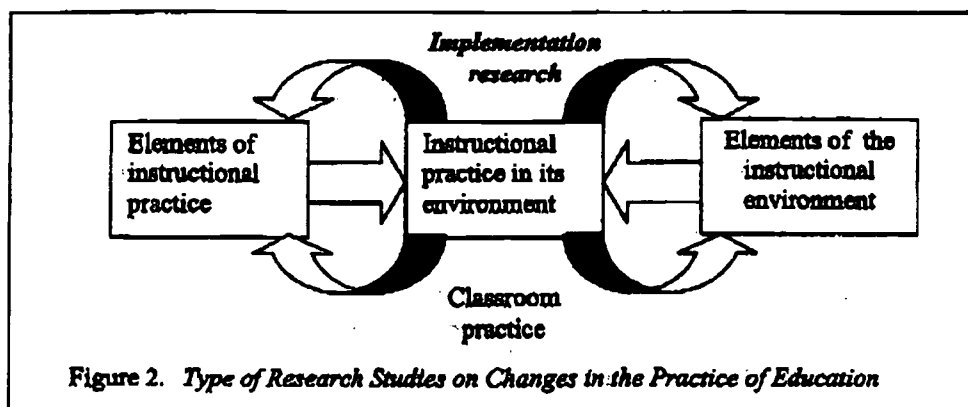 Implementation
research
Elements of
instructional
practice
Instructional
practice in its
environment
Elements of the
instructional
environment
Classroom
practice
Figure 2. Type of Research Studies on Changes in the Practice of Education